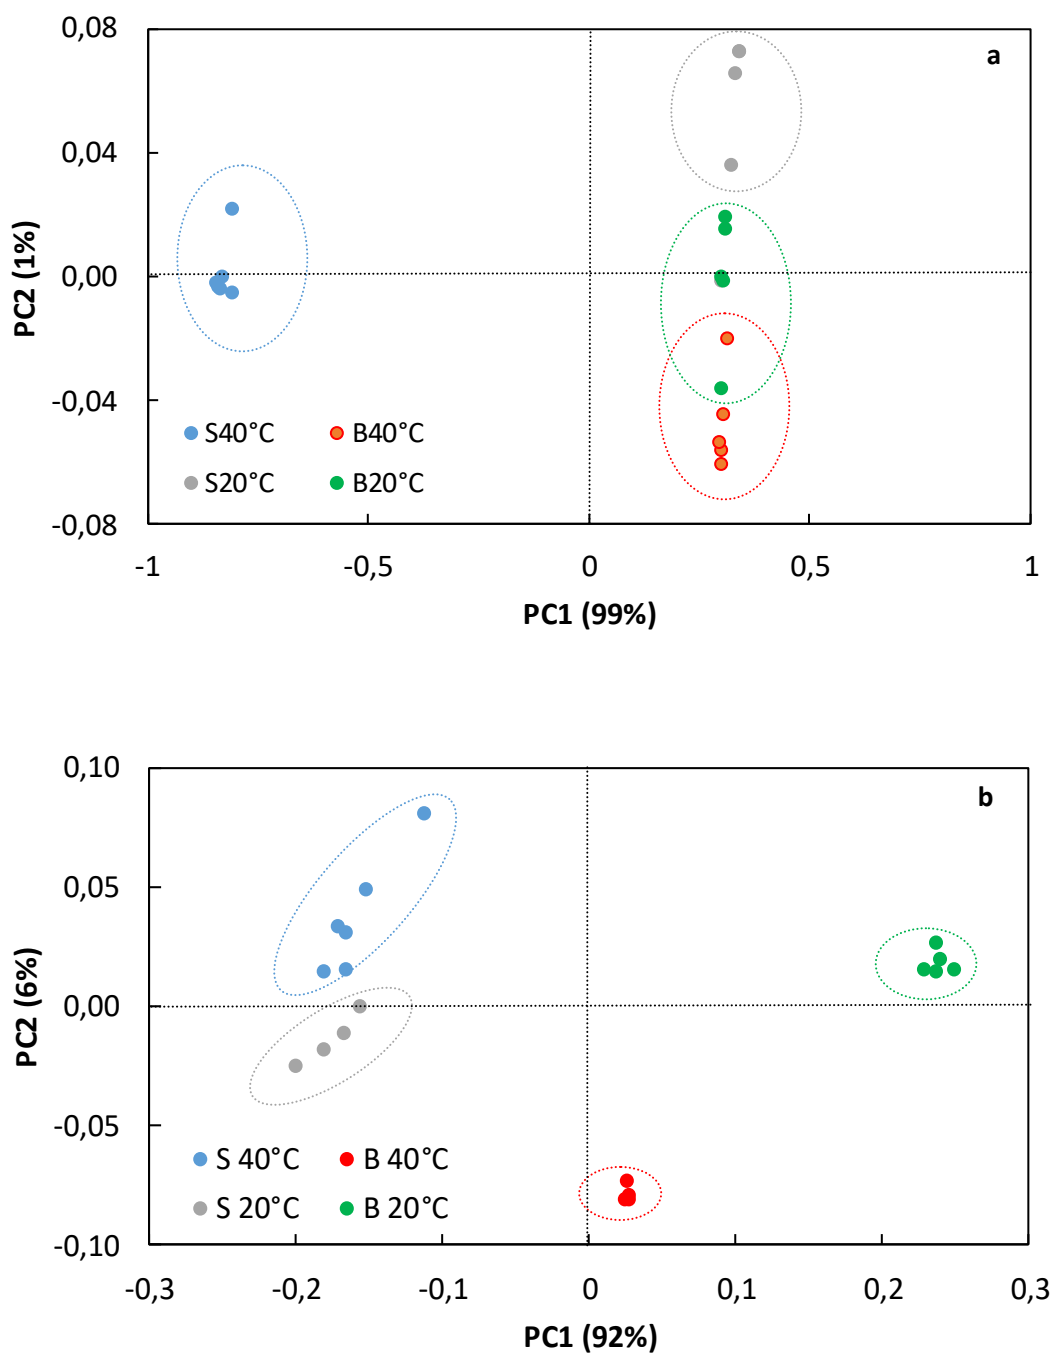 0,08
a
0,04
0,00
-0,04
-0,08
PC2 (1%)
S40°C B40°C
S20°C B20°C
-1 -0,5 0 0,5 1
PC1 (99%)
0,10
b
0,05
0,00
-0,05
-0,10
PC2 (6%)
S 40°C B 40°C
S 20°C B 20°C
-0,3 -0,2 -0,1 0 0,1 0,2 0,3
PC1 (92%)